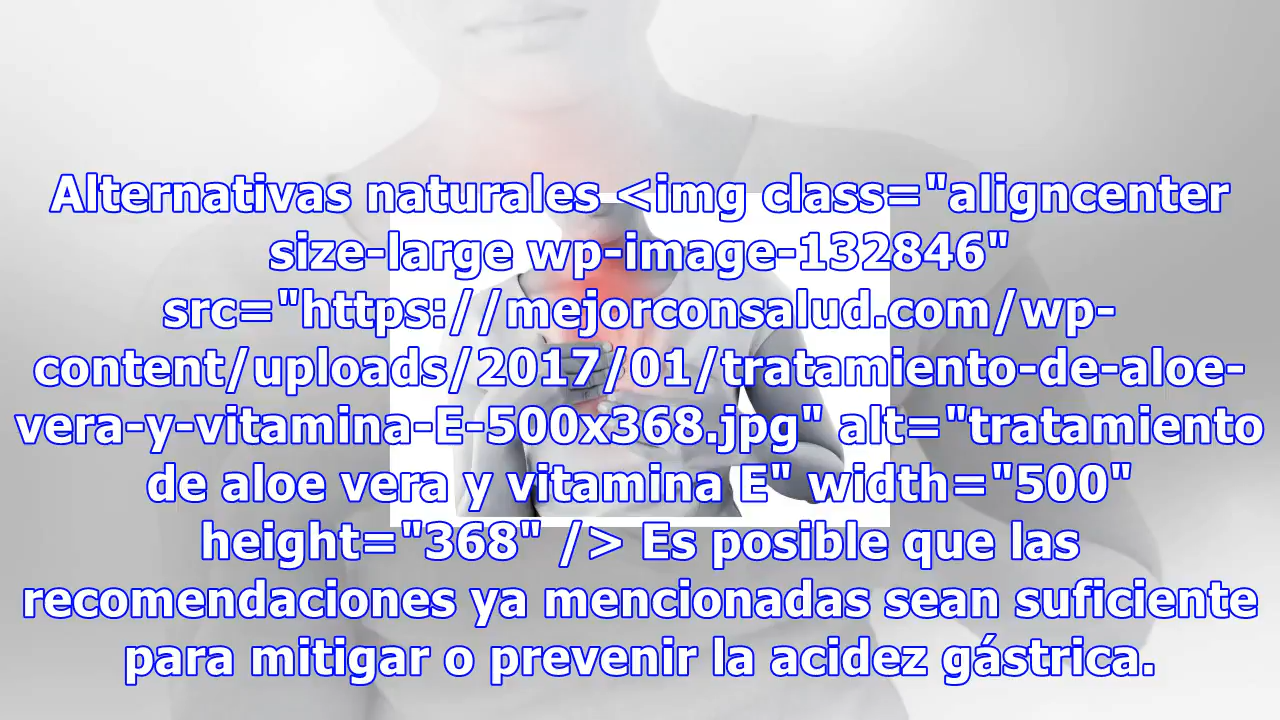 Alternativas naturales <img class="aligncenter
size-large wp-image-132846"
src="https://mejorconsalud.com/wp-
content/uploads/2017/01/tratamiento-de-aloe-
vera-y-vitamina-E-500x368.jpg" alt="tratamiento
de aloe vera y vitamina E" width="500"
height="368" /> Es posible que las
recomendaciones ya mencionadas sean suficiente
para mitigar o prevenir la acidez gástrica.